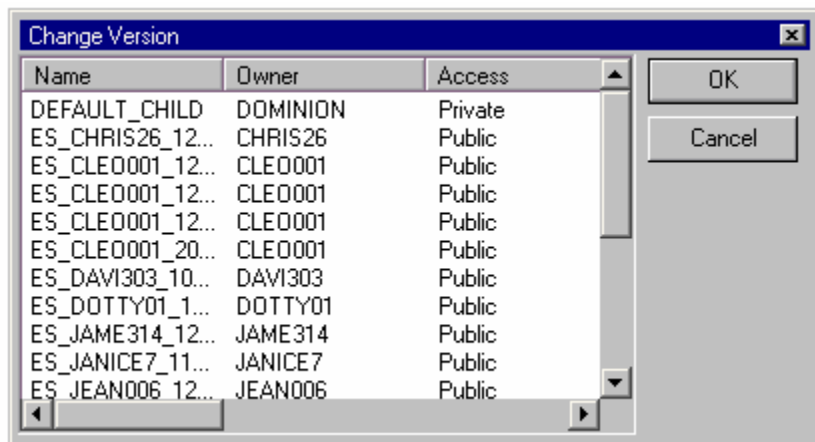 Change Version
Name Owner Access OK
DEFAULT_CHILD DOMINION Private
ES_CHRIS26_12... CHRIS26 Public Cancel
ES_CLEO001_12... CLEO001 Public
ES_CLEO001_12... CLEO001 Public
ES_CLEO001_12... CLEO001 Public
ES_CLEO001_20... CLEO001 Public
ES_DAVI303_10... DAVI303 Public
ES_DOTTY01_1... DOTTY01 Public
ES_JAME314_12... JAME314 Public
ES_JANICE7_11... JANICE7 Public
ES_JEAN006_12... JEAN006 Public